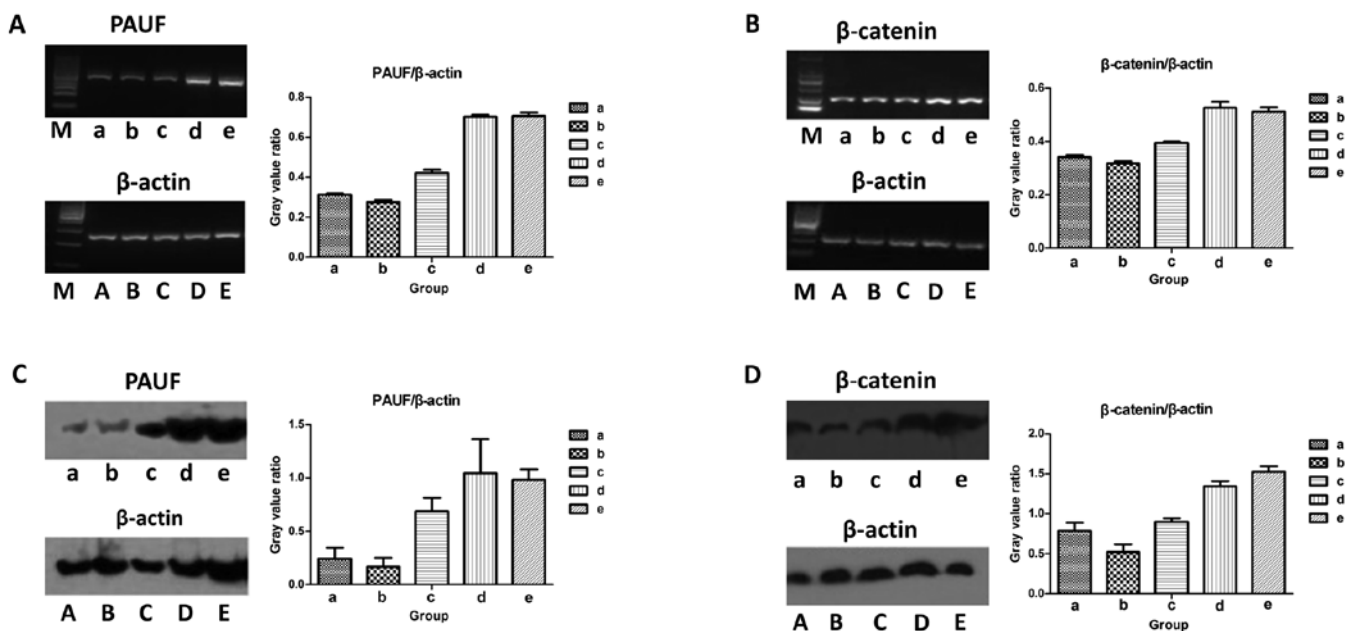 A
PAUF
M a b c d e
β-actin
M A B C D E
PAUF/β-actin
Gray value ratio
0.8
0.6
0.4
0.2
0.0
a b c d e
Group
a
b
c
d
e
B
β-catenin
M a b c d e
β-actin
M A B C D E
β-catenin/β-actin
Gray value ratio
0.6
0.4
0.2
0.0
a b c d e
Group
a
b
c
d
e
C
PAUF
a b c d e
β-actin
A B C D E
PAUF/β-actin
Gray value ratio
1.5
1.0
0.5
0.0
a b c d e
Group
a
b
c
d
e
D
β-catenin
a b c d e
β-actin
A B C D E
β-catenin/β-actin
Gray value ratio
2.0
1.5
1.0
0.5
0.0
a b c d e
Group
a
b
c
d
e